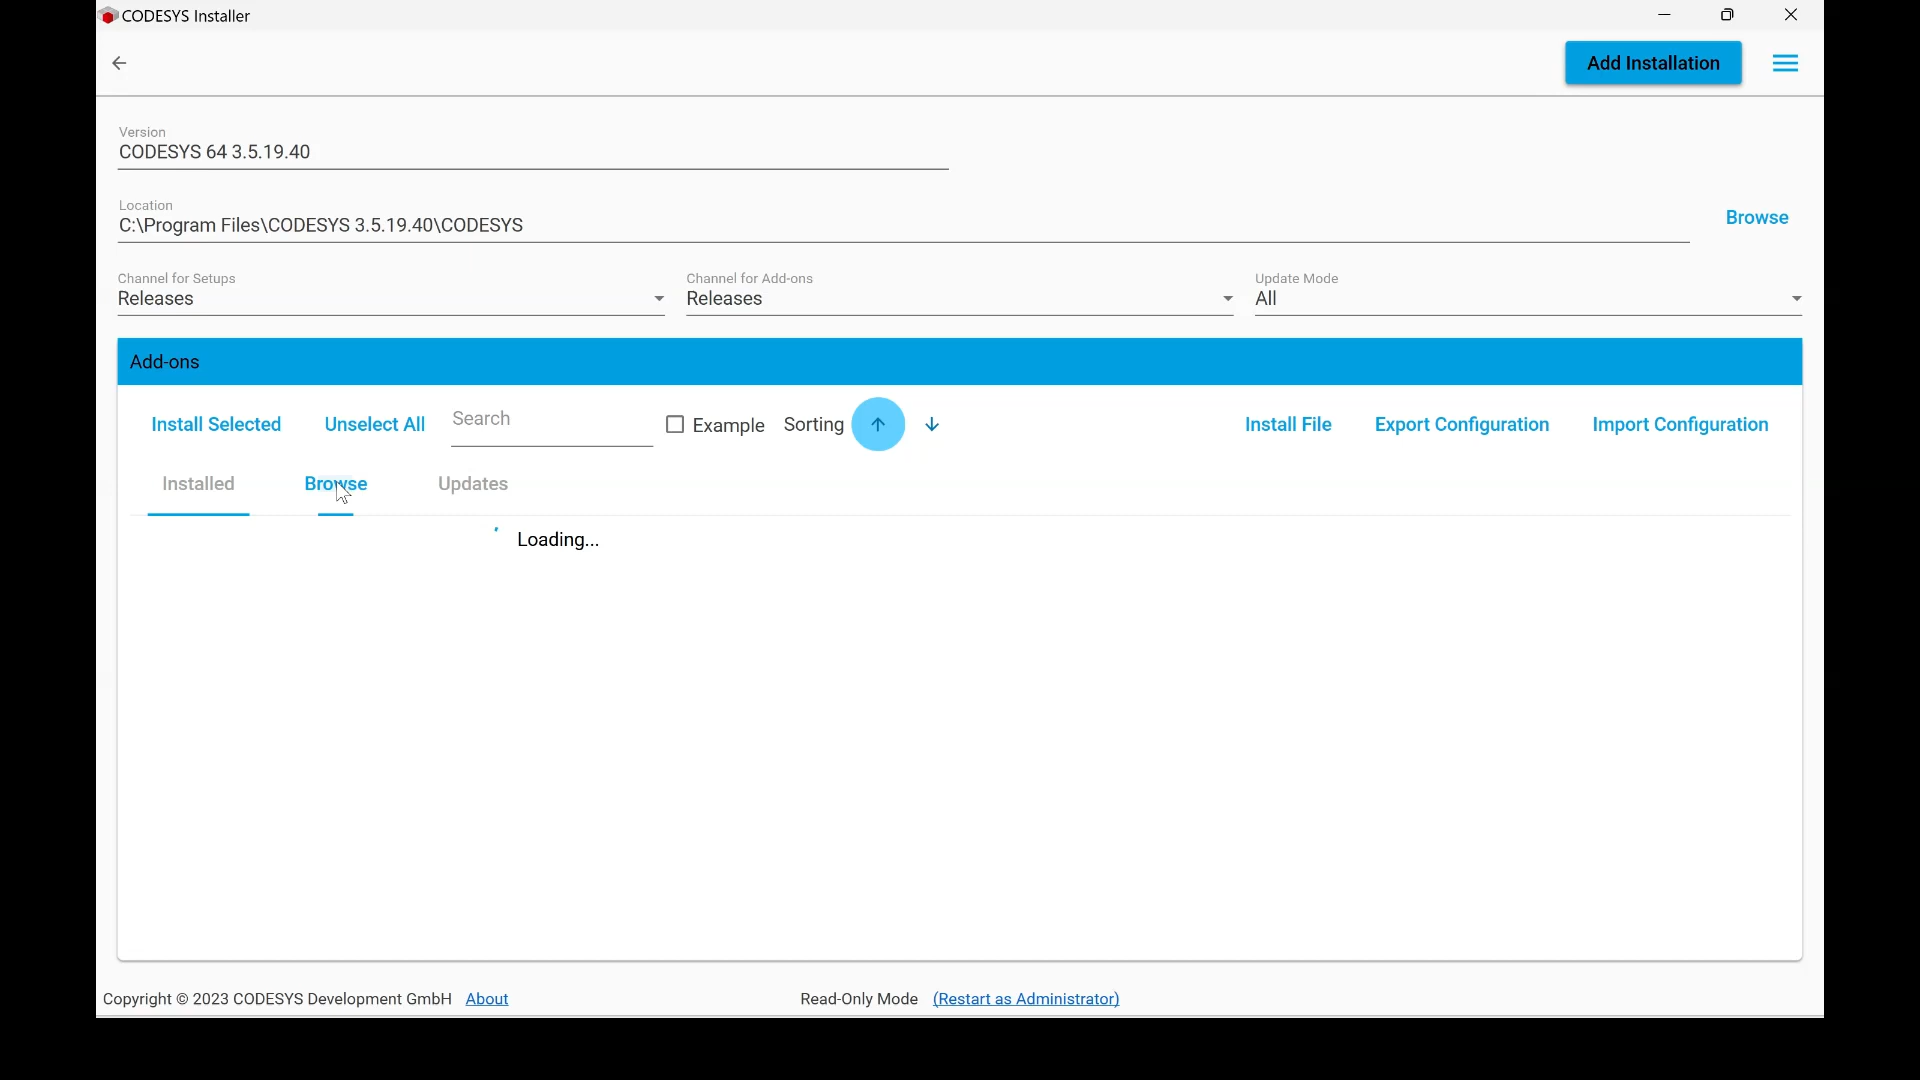 CODESYS Installer
Add Installation
Version
CODESYS 64 3.5.19.40
Location
C:\Program Files\CODESYS 3.5.19.40\CODESYS
Browse
Channel for Setups
Releases
Channel for Add-ons
Releases
Update Mode
All
Add-ons
Install Selected
Unselect All
Search
Example
Sorting
Install File
Export Configuration
Import Configuration
Installed
Browse
Updates
Loading...
Copyright © 2023 CODESYS Development GmbH About
Read-Only Mode (Restart as Administrator)